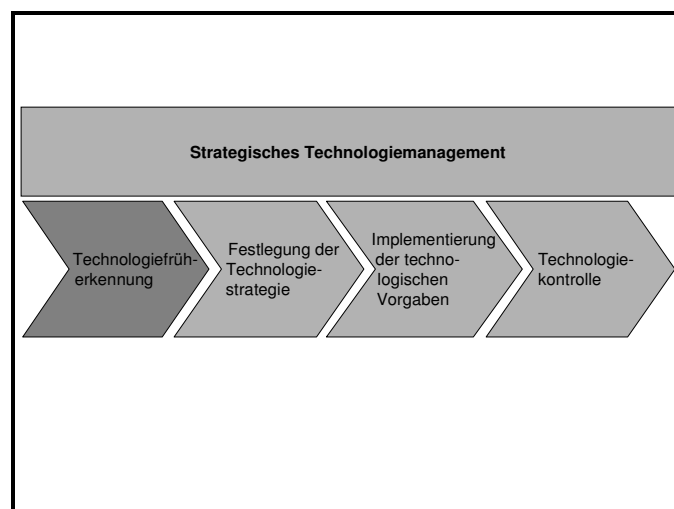 Strategisches Technologiemanagement
Technologiefrüh-
erkennung
Festlegung der
Technologie-
strategie
Implementierung
der techno-
logischen
Vorgaben
Technologie-
kontrolle